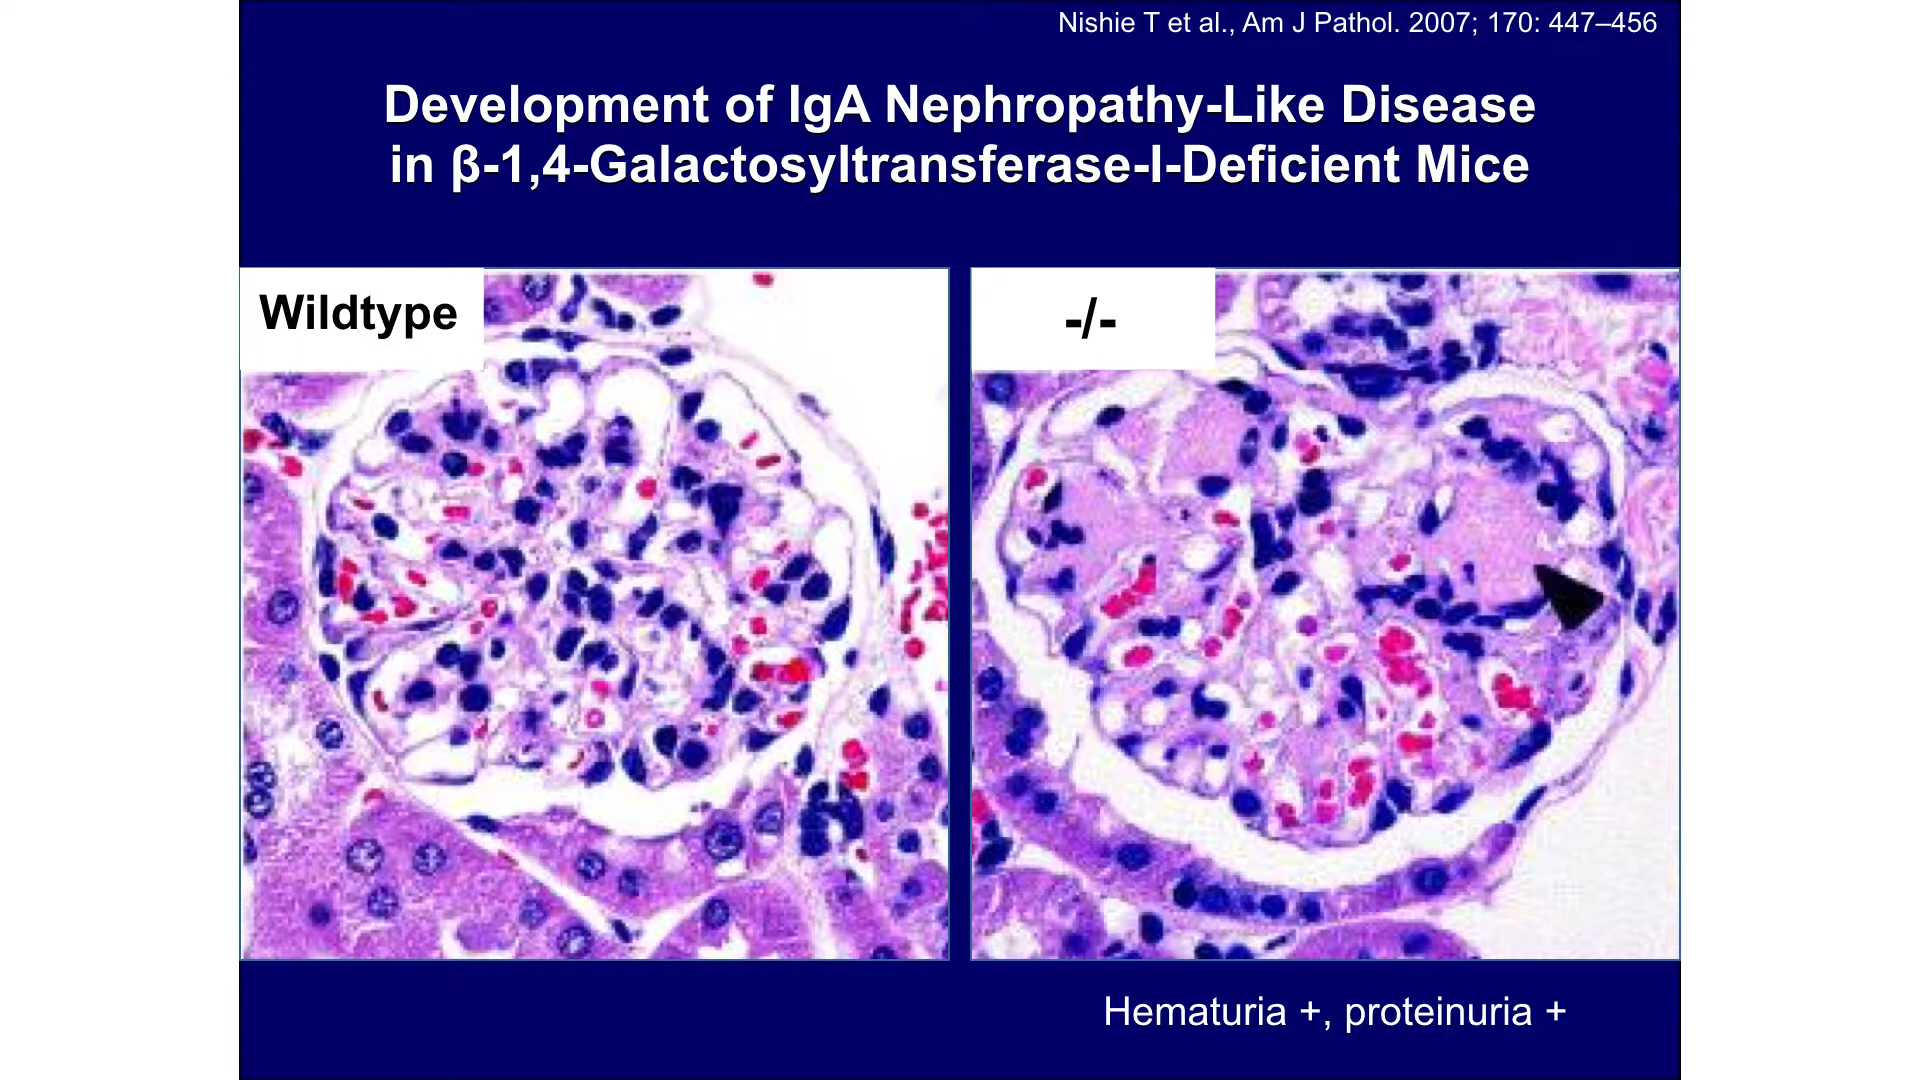 Nishie T et al., Am J Pathol. 2007; 170: 447–456
Development of IgA Nephropathy-Like Disease
in β-1,4-Galactosyltransferase-I-Deficient Mice
Wildtype
-/-
Hematuria +, proteinuria +